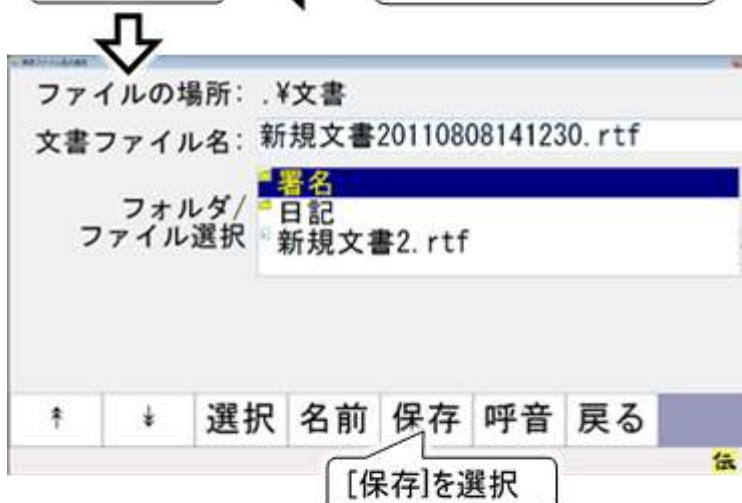 ファイルの場所: .¥文書
文書ファイル名: 新規文書20110808141230.rtf
フォルダ/
ファイル選択
署名
日記
新規文書2.rtf
↟ ↡ 選択 名前 保存 呼音 戻る
伝
[保存]を選択